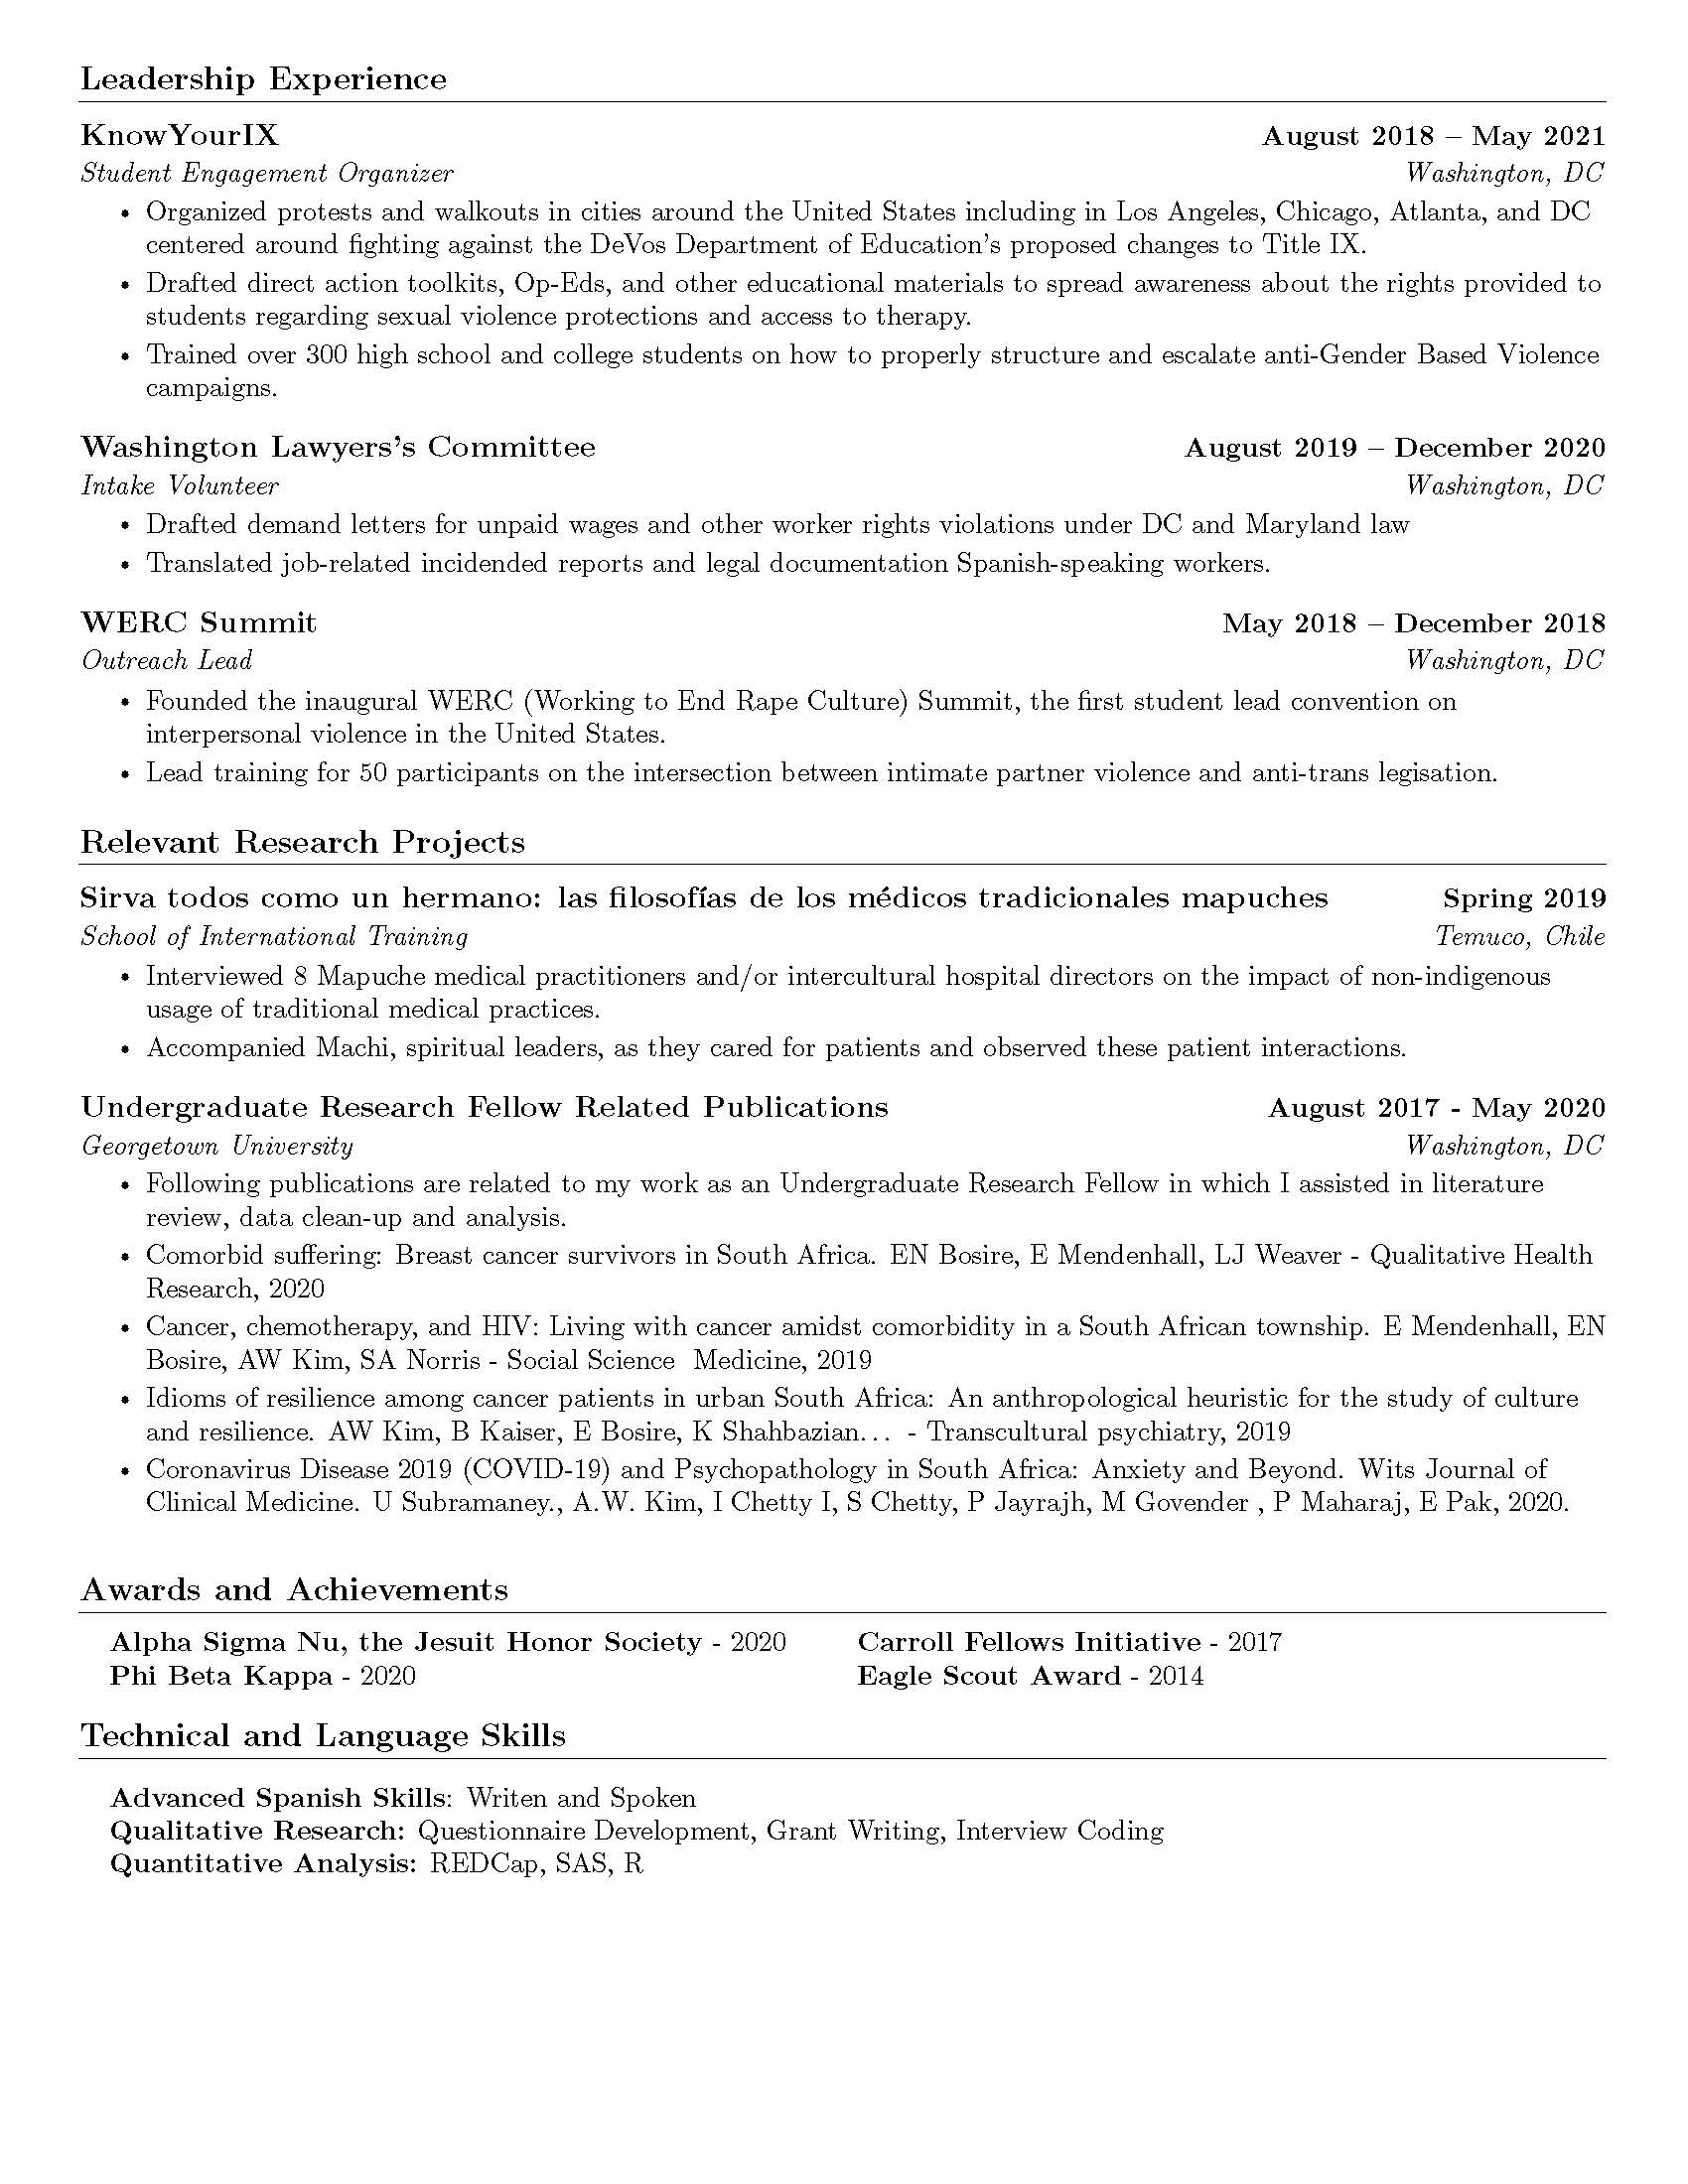 Leadership Experience
KnowYourIX August 2018 – May 2021
Student Engagement Organizer Washington, DC
• Organized protests and walkouts in cities around the United States including in Los Angeles, Chicago, Atlanta, and DC
centered around fighting against the DeVos Department of Education's proposed changes to Title IX.
• Drafted direct action toolkits, Op-Eds, and other educational materials to spread awareness about the rights provided to
students regarding sexual violence protections and access to therapy.
• Trained over 300 high school and college students on how to properly structure and escalate anti-Gender Based Violence
campaigns.
Washington Lawyers's Committee August 2019 – December 2020
Intake Volunteer Washington, DC
• Drafted demand letters for unpaid wages and other worker rights violations under DC and Maryland law
• Translated job-related incidended reports and legal documentation Spanish-speaking workers.
WERC Summit May 2018 – December 2018
Outreach Lead Washington, DC
• Founded the inaugural WERC (Working to End Rape Culture) Summit, the first student lead convention on
interpersonal violence in the United States.
• Lead training for 50 participants on the intersection between intimate partner violence and anti-trans legisation.
Relevant Research Projects
Sirva todos como un hermano: las filosofías de los médicos tradicionales mapuches Spring 2019
School of International Training Temuco, Chile
• Interviewed 8 Mapuche medical practitioners and/or intercultural hospital directors on the impact of non-indigenous
usage of traditional medical practices.
• Accompanied Machi, spiritual leaders, as they cared for patients and observed these patient interactions.
Undergraduate Research Fellow Related Publications August 2017 - May 2020
Georgetown University Washington, DC
• Following publications are related to my work as an Undergraduate Research Fellow in which I assisted in literature
review, data clean-up and analysis.
• Comorbid suffering: Breast cancer survivors in South Africa. EN Bosire, E Mendenhall, LJ Weaver - Qualitative Health
Research, 2020
• Cancer, chemotherapy, and HIV: Living with cancer amidst comorbidity in a South African township. E Mendenhall, EN
Bosire, AW Kim, SA Norris - Social Science Medicine, 2019
• Idioms of resilience among cancer patients in urban South Africa: An anthropological heuristic for the study of culture
and resilience. AW Kim, B Kaiser, E Bosire, K Shahbazian... - Transcultural psychiatry, 2019
• Coronavirus Disease 2019 (COVID-19) and Psychopathology in South Africa: Anxiety and Beyond. Wits Journal of
Clinical Medicine. U Subramaney., A.W. Kim, I Chetty I, S Chetty, P Jayrajh, M Govender , P Maharaj, E Pak, 2020.
Awards and Achievements
Alpha Sigma Nu, the Jesuit Honor Society - 2020 Carroll Fellows Initiative - 2017
Phi Beta Kappa - 2020 Eagle Scout Award - 2014
Technical and Language Skills
Advanced Spanish Skills: Writen and Spoken
Qualitative Research: Questionnaire Development, Grant Writing, Interview Coding
Quantitative Analysis: REDCap, SAS, R